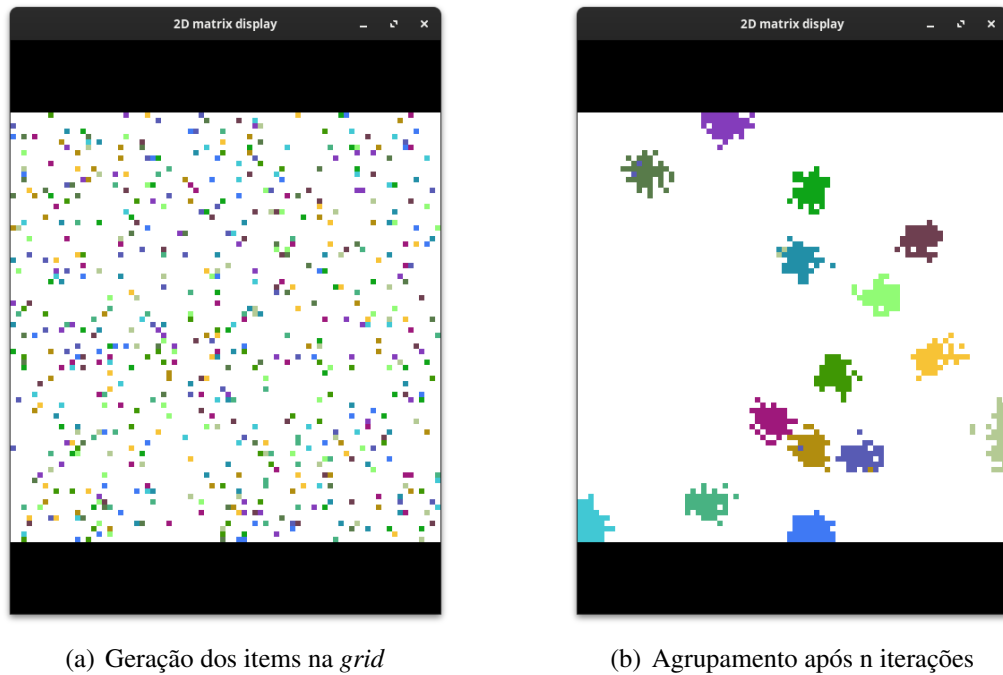 2D matrix display
2D matrix display
(a) Geração dos items na grid
(b) Agrupamento após n iterações